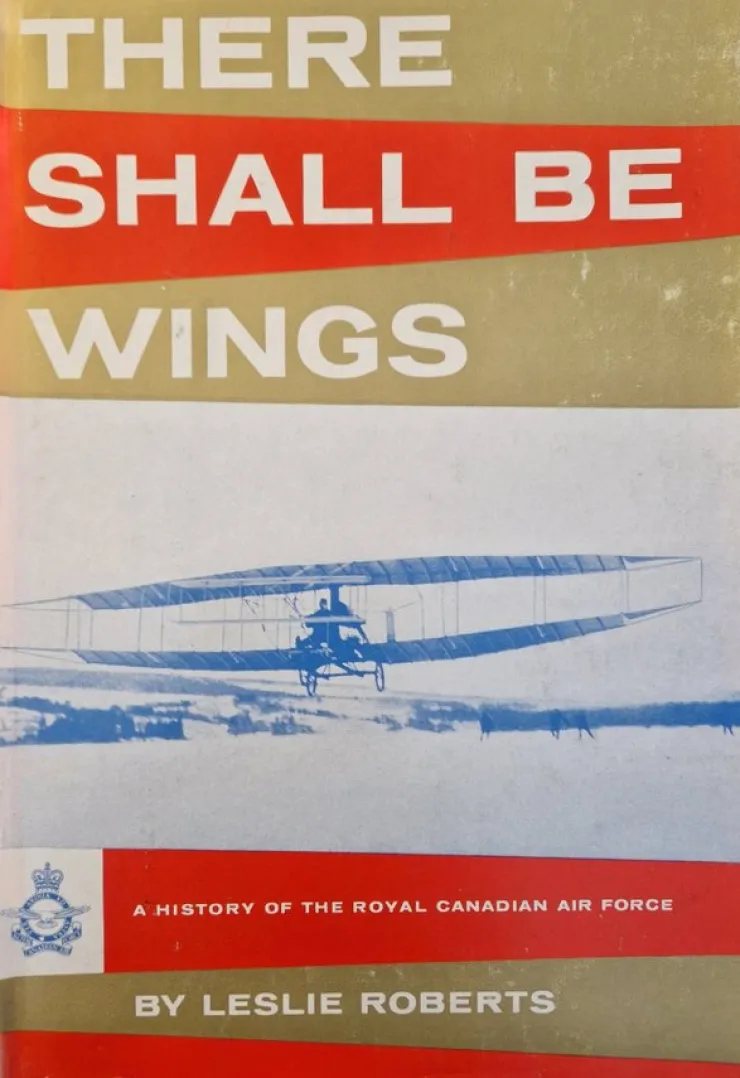 THERE
SHALL BE
WINGS
A HISTORY OF THE ROYAL CANADIAN AIR FORCE
BY LESLIE ROBERTS